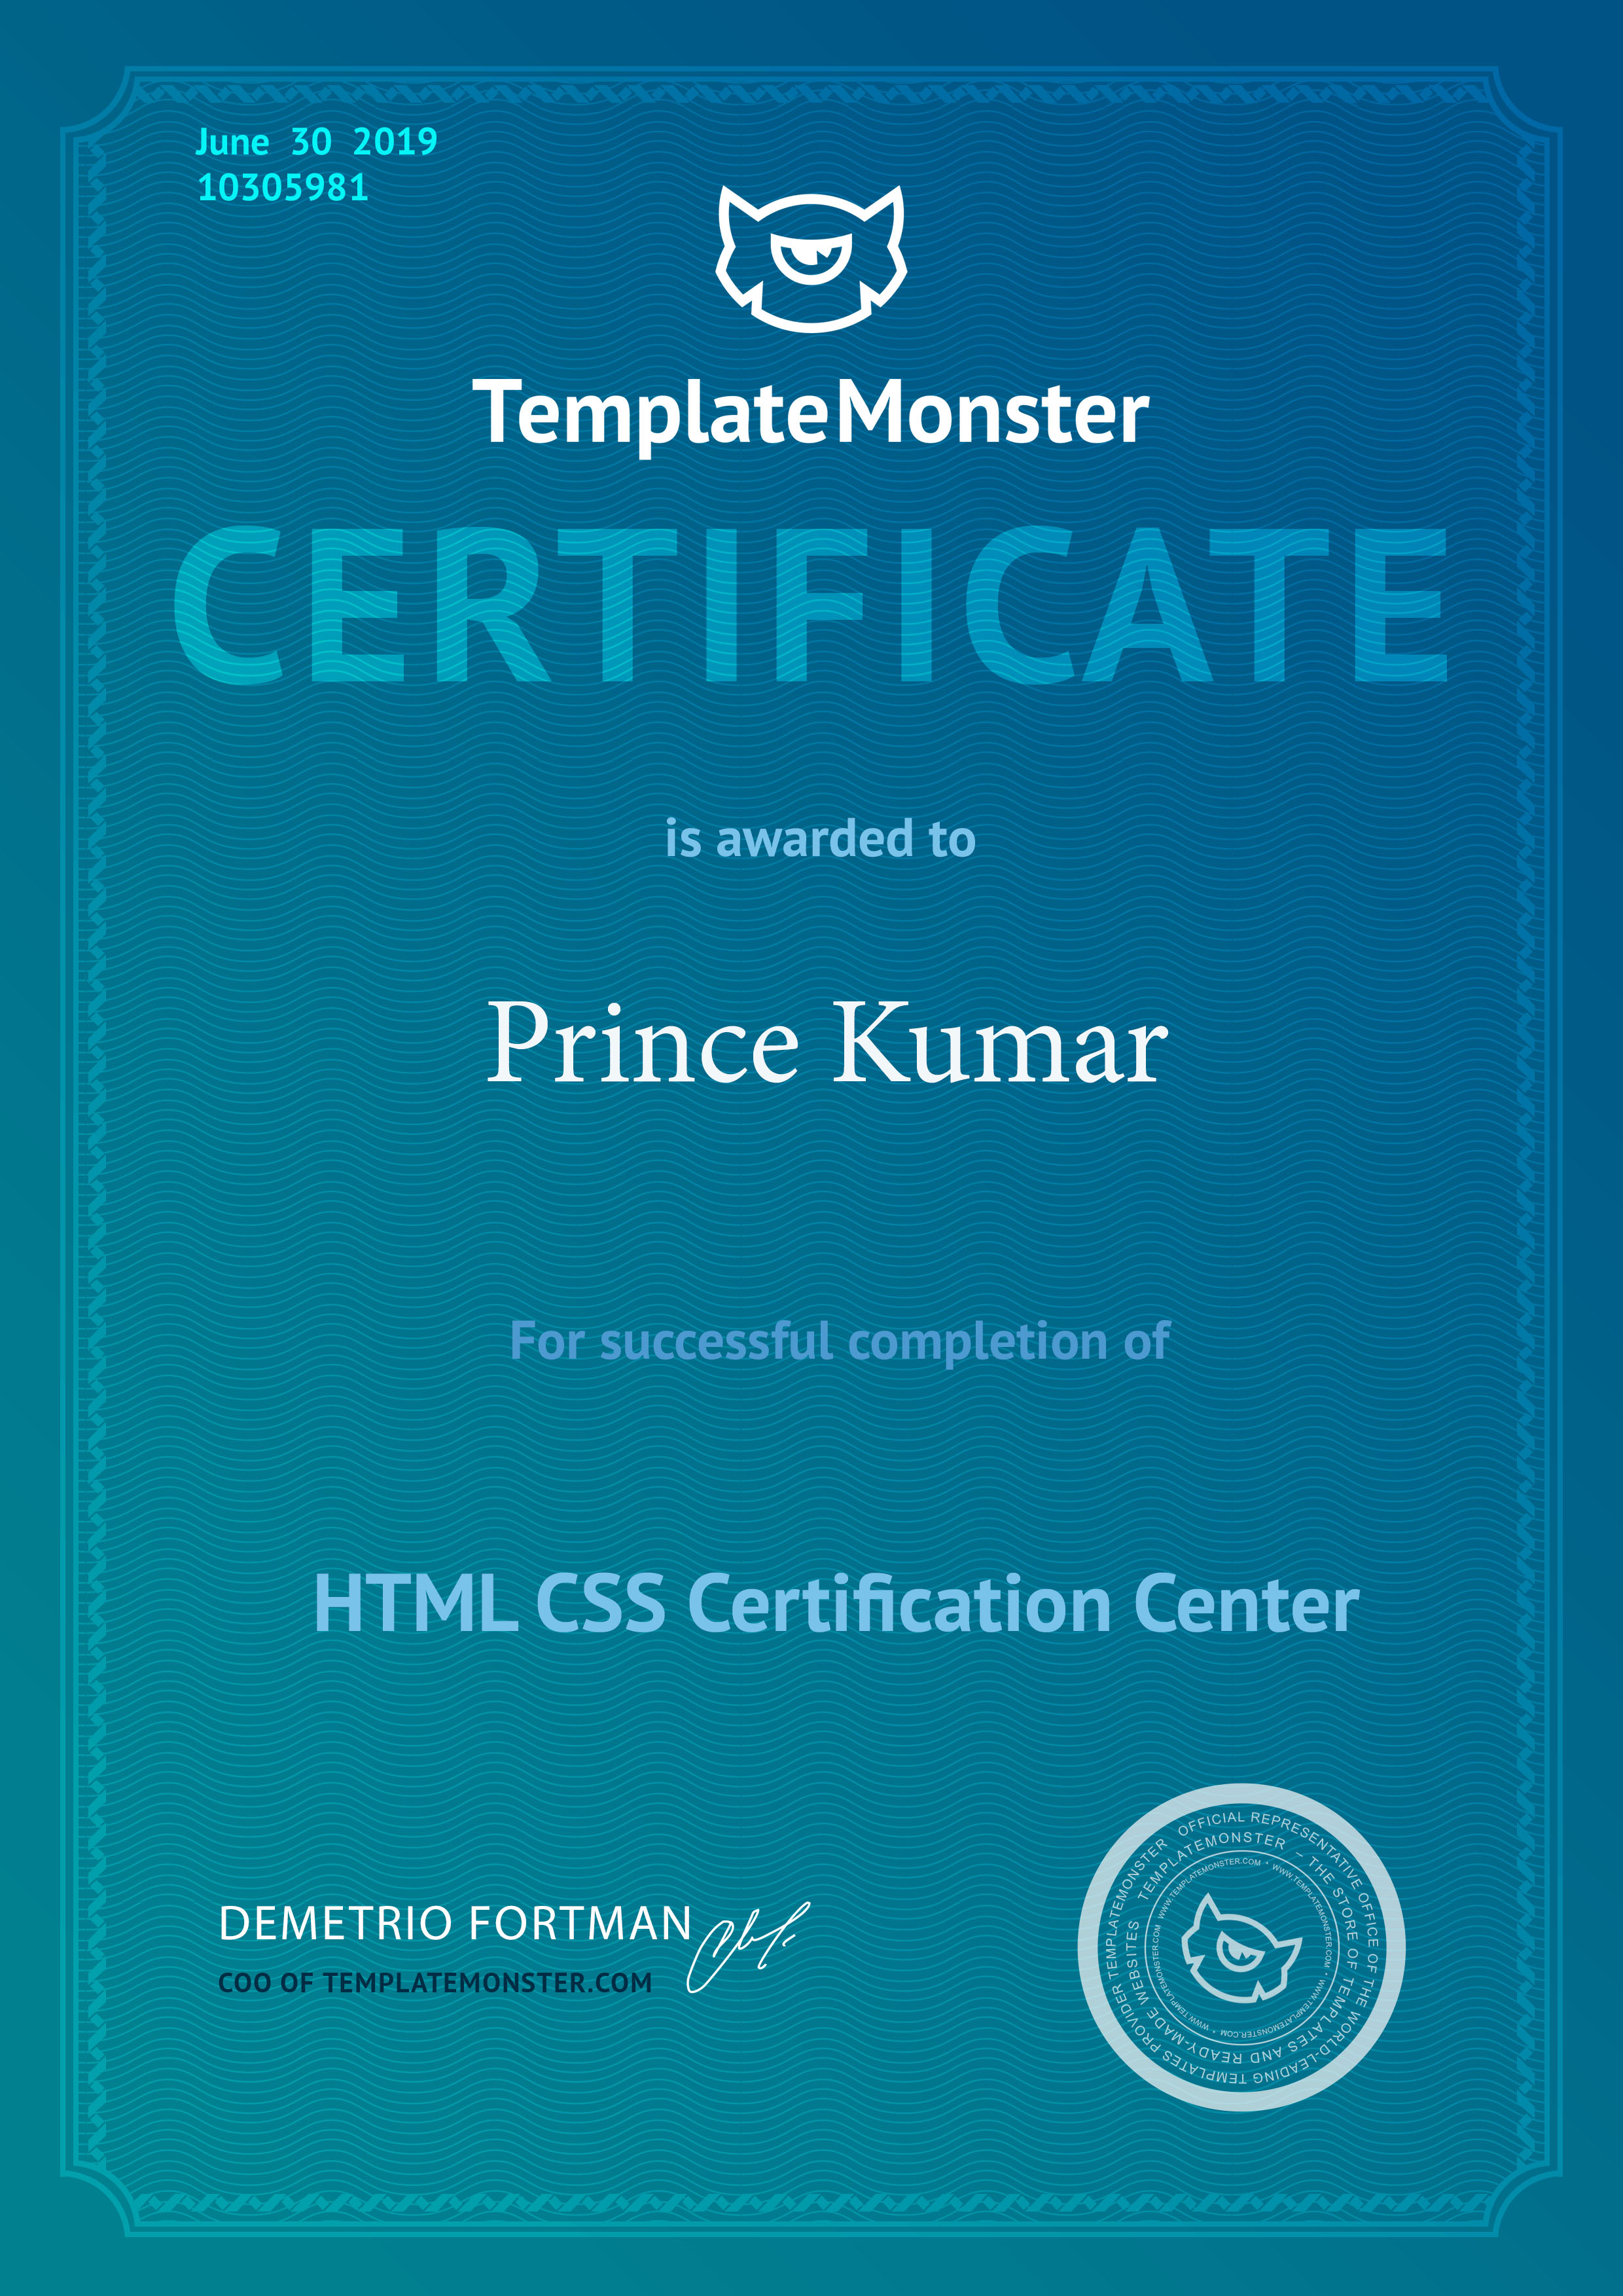 June 30 2019
10305981
TemplateMonster
CERTIFICATE
is awarded to
Prince Kumar
For successful completion of
HTML CSS Certification Center
DEMETRIO FORTMAN
COO OF TEMPLATEMONSTER.COM
OFFICIAL REPRESENTATIVE OFFICE OF THE WORLD-LEADING TEMPLATES PROVIDER TEMPLATEMONSTER
TEMPLATEMONSTER – THE STORE OF TEMPLATES AND READY-MADE WEBSITES
WWW.TEMPLATEMONSTER.COM * WWW.TEMPLATEMONSTER.COM * WWW.TEMPLATEMONSTER.COM * WWW.TEMPLATEMONSTER.COM